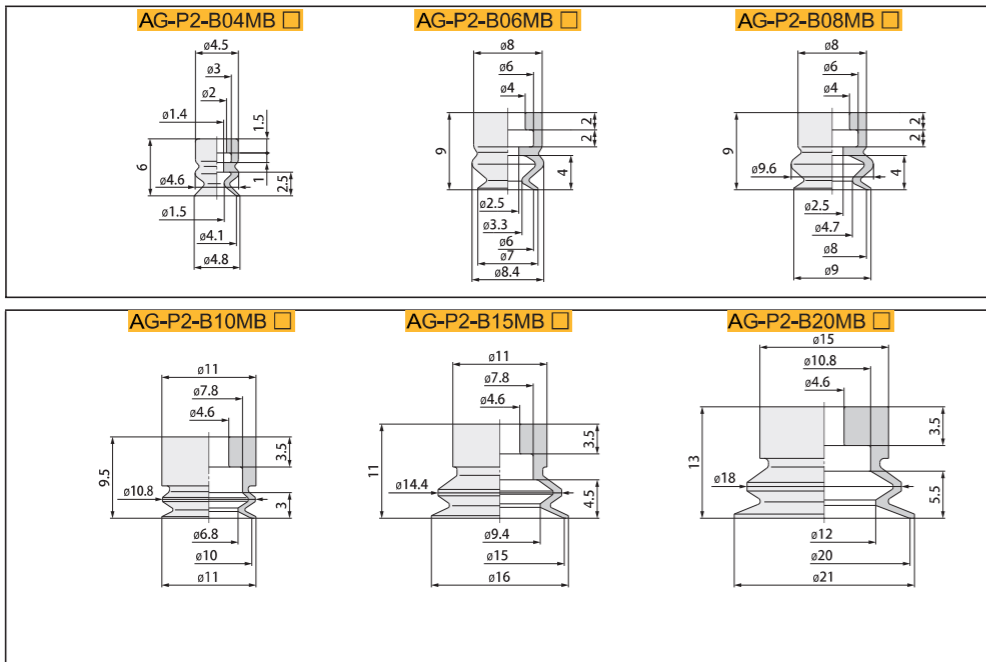 AG-P2-B04MB □
ø4.5
ø3
ø2
ø1.4
1.5
6
1
2.5
ø4.6
ø1.5
ø4.1
ø4.8
AG-P2-B06MB □
ø8
ø6
ø4
2
2
9
4
ø2.5
ø3.3
ø6
ø7
ø8.4
AG-P2-B08MB □
ø8
ø6
ø4
2
2
9
4
ø9.6
ø2.5
ø4.7
ø8
ø9
AG-P2-B10MB □
ø11
ø7.8
ø4.6
3.5
9.5
ø10.8
3
ø6.8
ø10
ø11
AG-P2-B15MB □
ø11
ø7.8
ø4.6
3.5
11
ø14.4
4.5
ø9.4
ø15
ø16
AG-P2-B20MB □
ø15
ø10.8
ø4.6
3.5
13
ø18
5.5
ø12
ø20
ø21